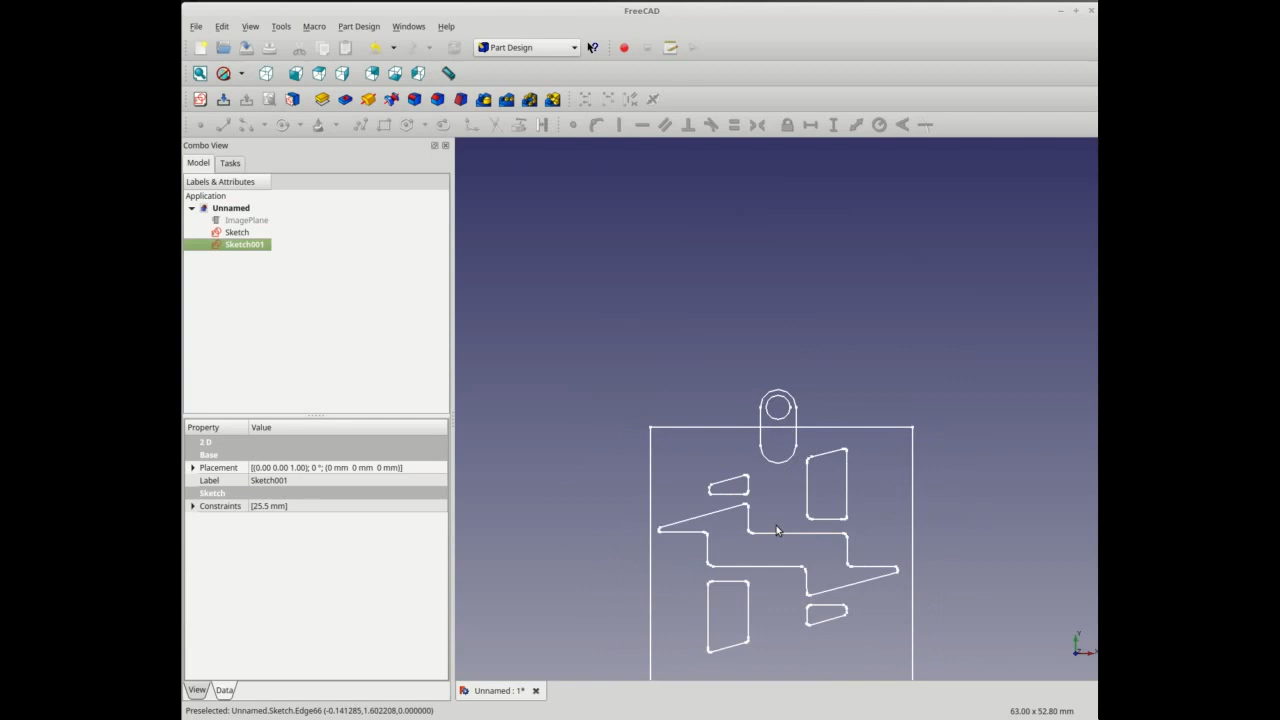 FreeCAD
File Edit View Tools Macro Part Design Windows Help
Part Design
Combo View
Model Tasks
Labels & Attributes
Application
Unnamed
ImagePlane
Sketch
Sketch001
Property Value
2 D
Base
Placement [(0.00 0.00 1.00); 0 °; (0 mm 0 mm 0 mm)]
Label Sketch001
Sketch
Constraints [25.5 mm]
Y
View Data
Unnamed : 1*
Preselected: Unnamed.Sketch.Edge66 (-0.141285,1.602208,0.000000)
63.00 x 52.80 mm